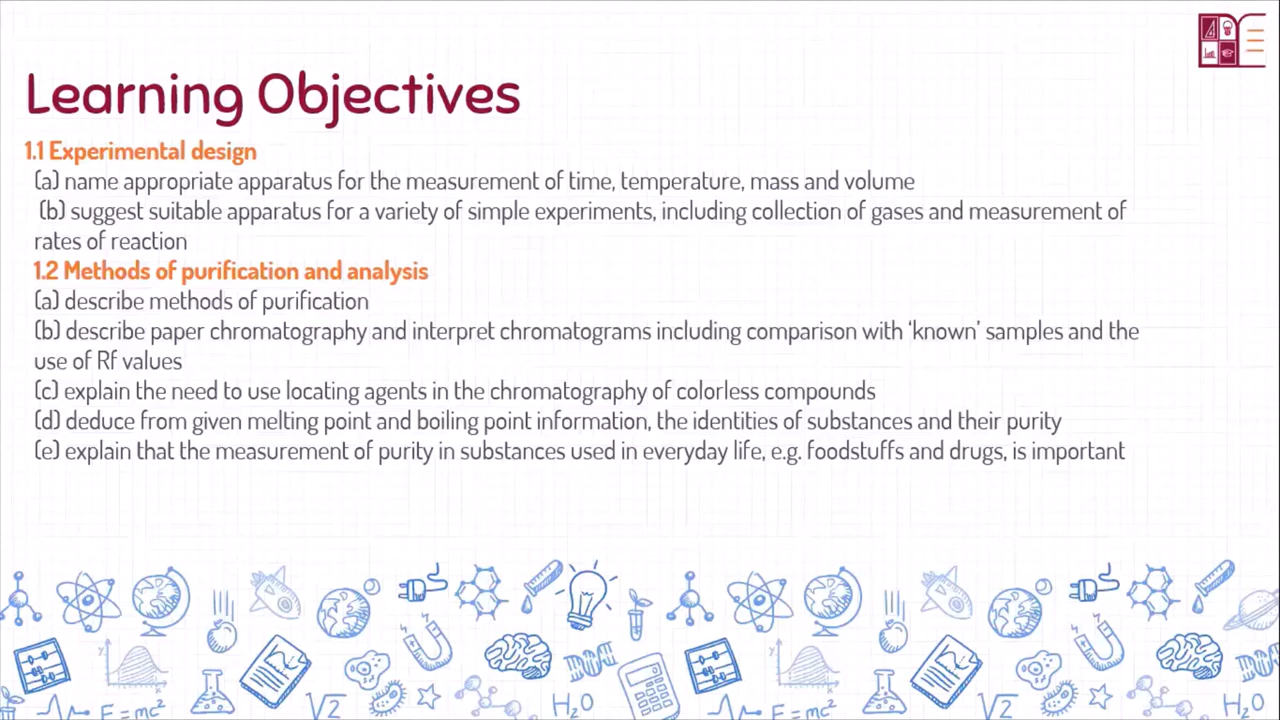 Learning Objectives
1.1 Experimental design
(a) name appropriate apparatus for the measurement of time, temperature, mass and volume
(b) suggest suitable apparatus for a variety of simple experiments, including collection of gases and measurement of
rates of reaction
1.2 Methods of purification and analysis
(a) describe methods of purification
(b) describe paper chromatography and interpret chromatograms including comparison with ‘known’ samples and the
use of Rf values
(c) explain the need to use locating agents in the chromatography of colorless compounds
(d) deduce from given melting point and boiling point information, the identities of substances and their purity
(e) explain that the measurement of purity in substances used in everyday life, e.g. foodstuffs and drugs, is important
y x y x
E=mc² √2 H₂O E=mc² √2 H₂O